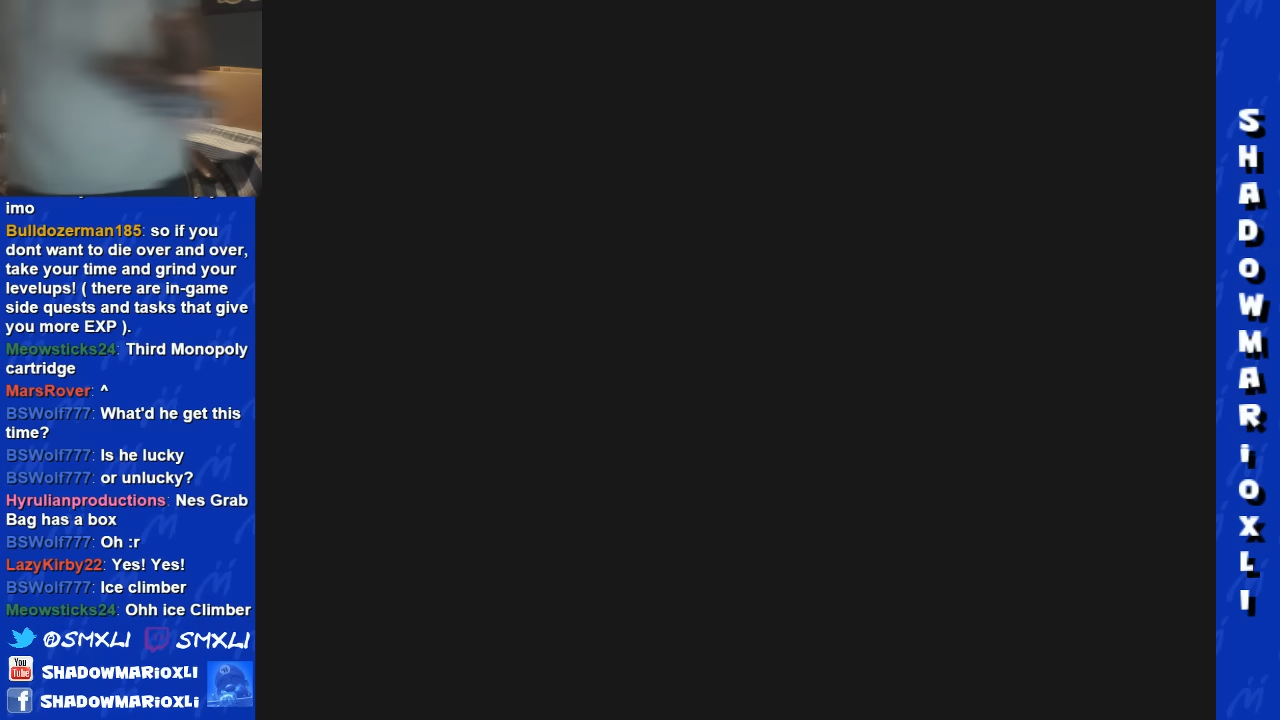 imo
Bulldozerman185: so if you
dont want to die over and over,
take your time and grind your
levelups! ( there are in-game
side quests and tasks that give
you more EXP ).
Meowsticks24: Third Monopoly
cartridge
MarsRover: ^
BSWolf777: What'd he get this
time?
BSWolf777: Is he lucky
BSWolf777: or unlucky?
Hyrulianproductions: Nes Grab
Bag has a box
BSWolf777: Oh :r
LazyKirby22: Yes! Yes!
BSWolf777: Ice climber
Meowsticks24: Ohh ice Climber
@SMXLI SMXLI
You
Tube
SHADOWMARiOXLI
f SHADOWMARiOXLi
SHADOWMARiOXLI